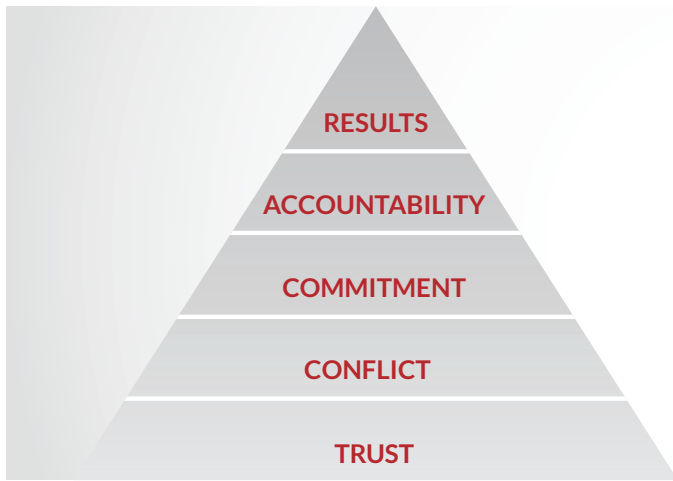 RESULTS
ACCOUNTABILITY
COMMITMENT
CONFLICT
TRUST